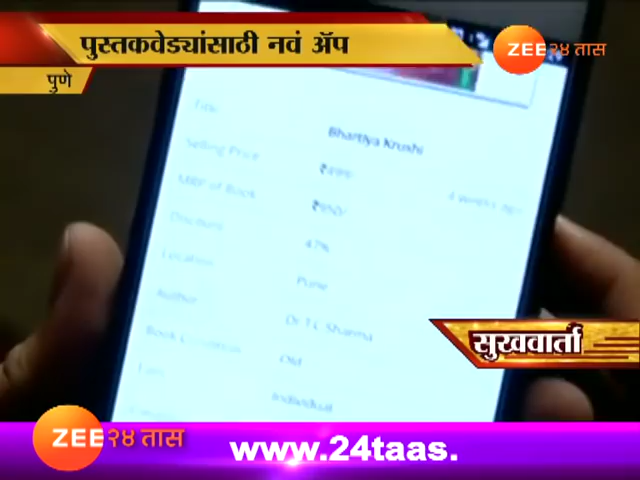 पुस्तकवेड्यांसाठी नवं ॲप
ZEE २४ तास
पुणे
Title
Bhartiya Krushi
Selling Price
MRP of Book
Discount 47%
Location Pune
Author Dr T C Sharma
Book Old
Individual
सुखवार्ता
ZEE २४ तास
www.24taas.